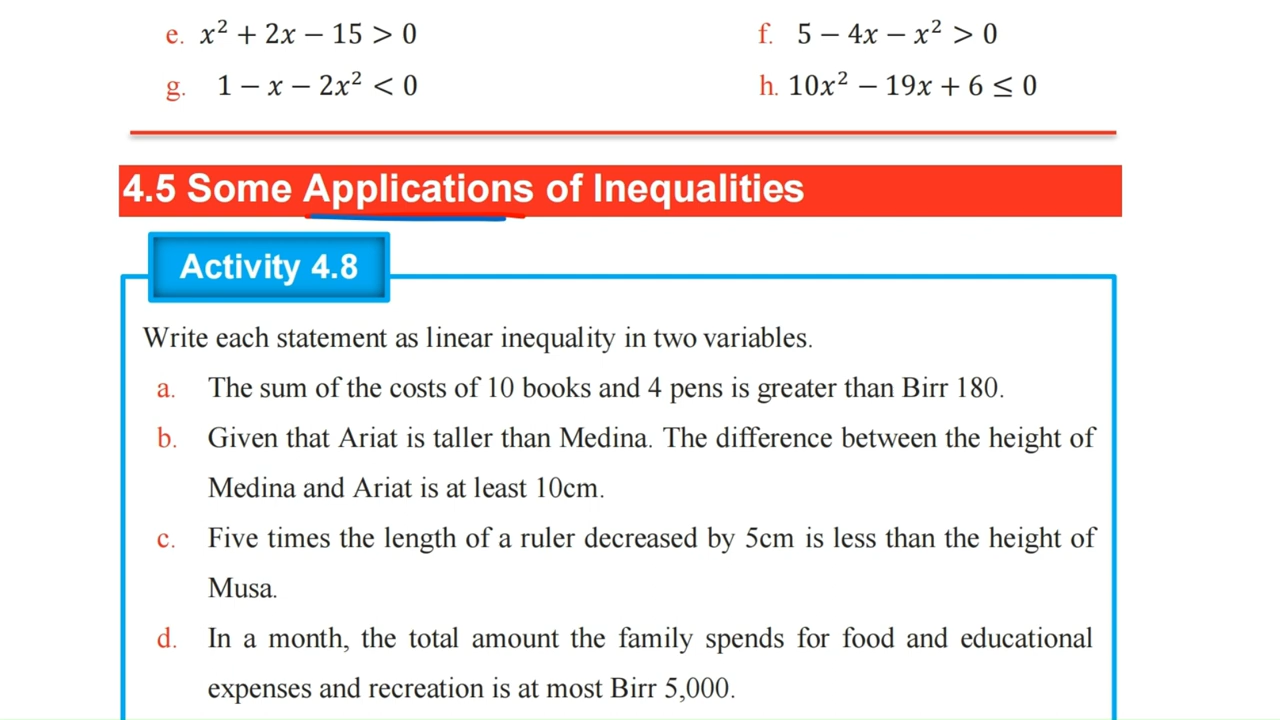 e. x² + 2x − 15 > 0
f. 5 − 4x − x² > 0
g. 1 − x − 2x² < 0
h. 10x² − 19x + 6 ≤ 0
4.5 Some Applications of Inequalities
Activity 4.8
Write each statement as linear inequality in two variables.
a. The sum of the costs of 10 books and 4 pens is greater than Birr 180.
b. Given that Ariat is taller than Medina. The difference between the height of
Medina and Ariat is at least 10cm.
c. Five times the length of a ruler decreased by 5cm is less than the height of
Musa.
d. In a month, the total amount the family spends for food and educational
expenses and recreation is at most Birr 5,000.